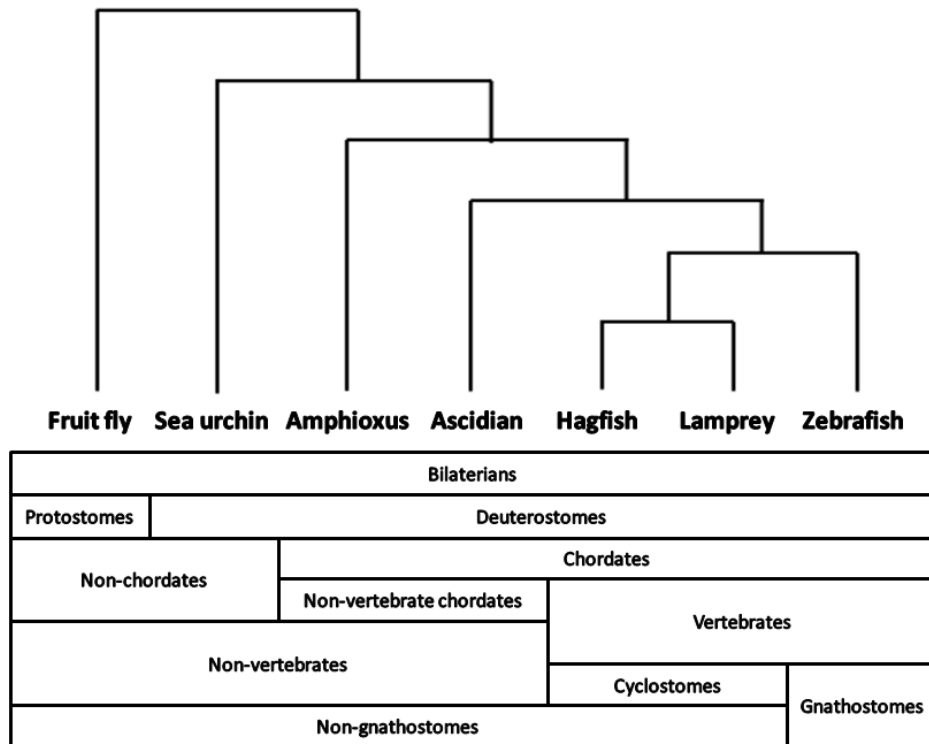 Fruit fly Sea urchin Amphioxus Ascidian Hagfish Lamprey Zebrafish
Bilaterians
Protostomes Deuterostomes
Chordates
Non-chordates
Non-vertebrate chordates
Vertebrates
Non-vertebrates
Cyclostomes
Gnathostomes
Non-gnathostomes